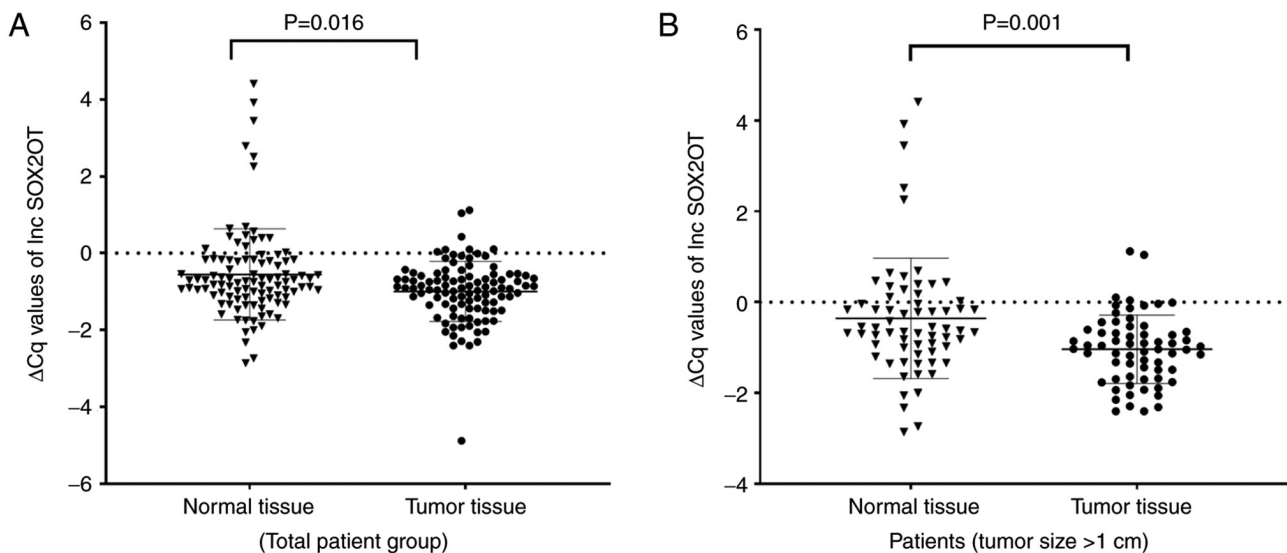 A
P=0.016
ΔCq values of lnc SOX2OT
6
4
2
0
−2
−4
−6
Normal tissue
Tumor tissue
(Total patient group)
B
P=0.001
ΔCq values of lnc SOX2OT
6
4
2
0
−2
−4
Normal tissue
Tumor tissue
Patients (tumor size >1 cm)